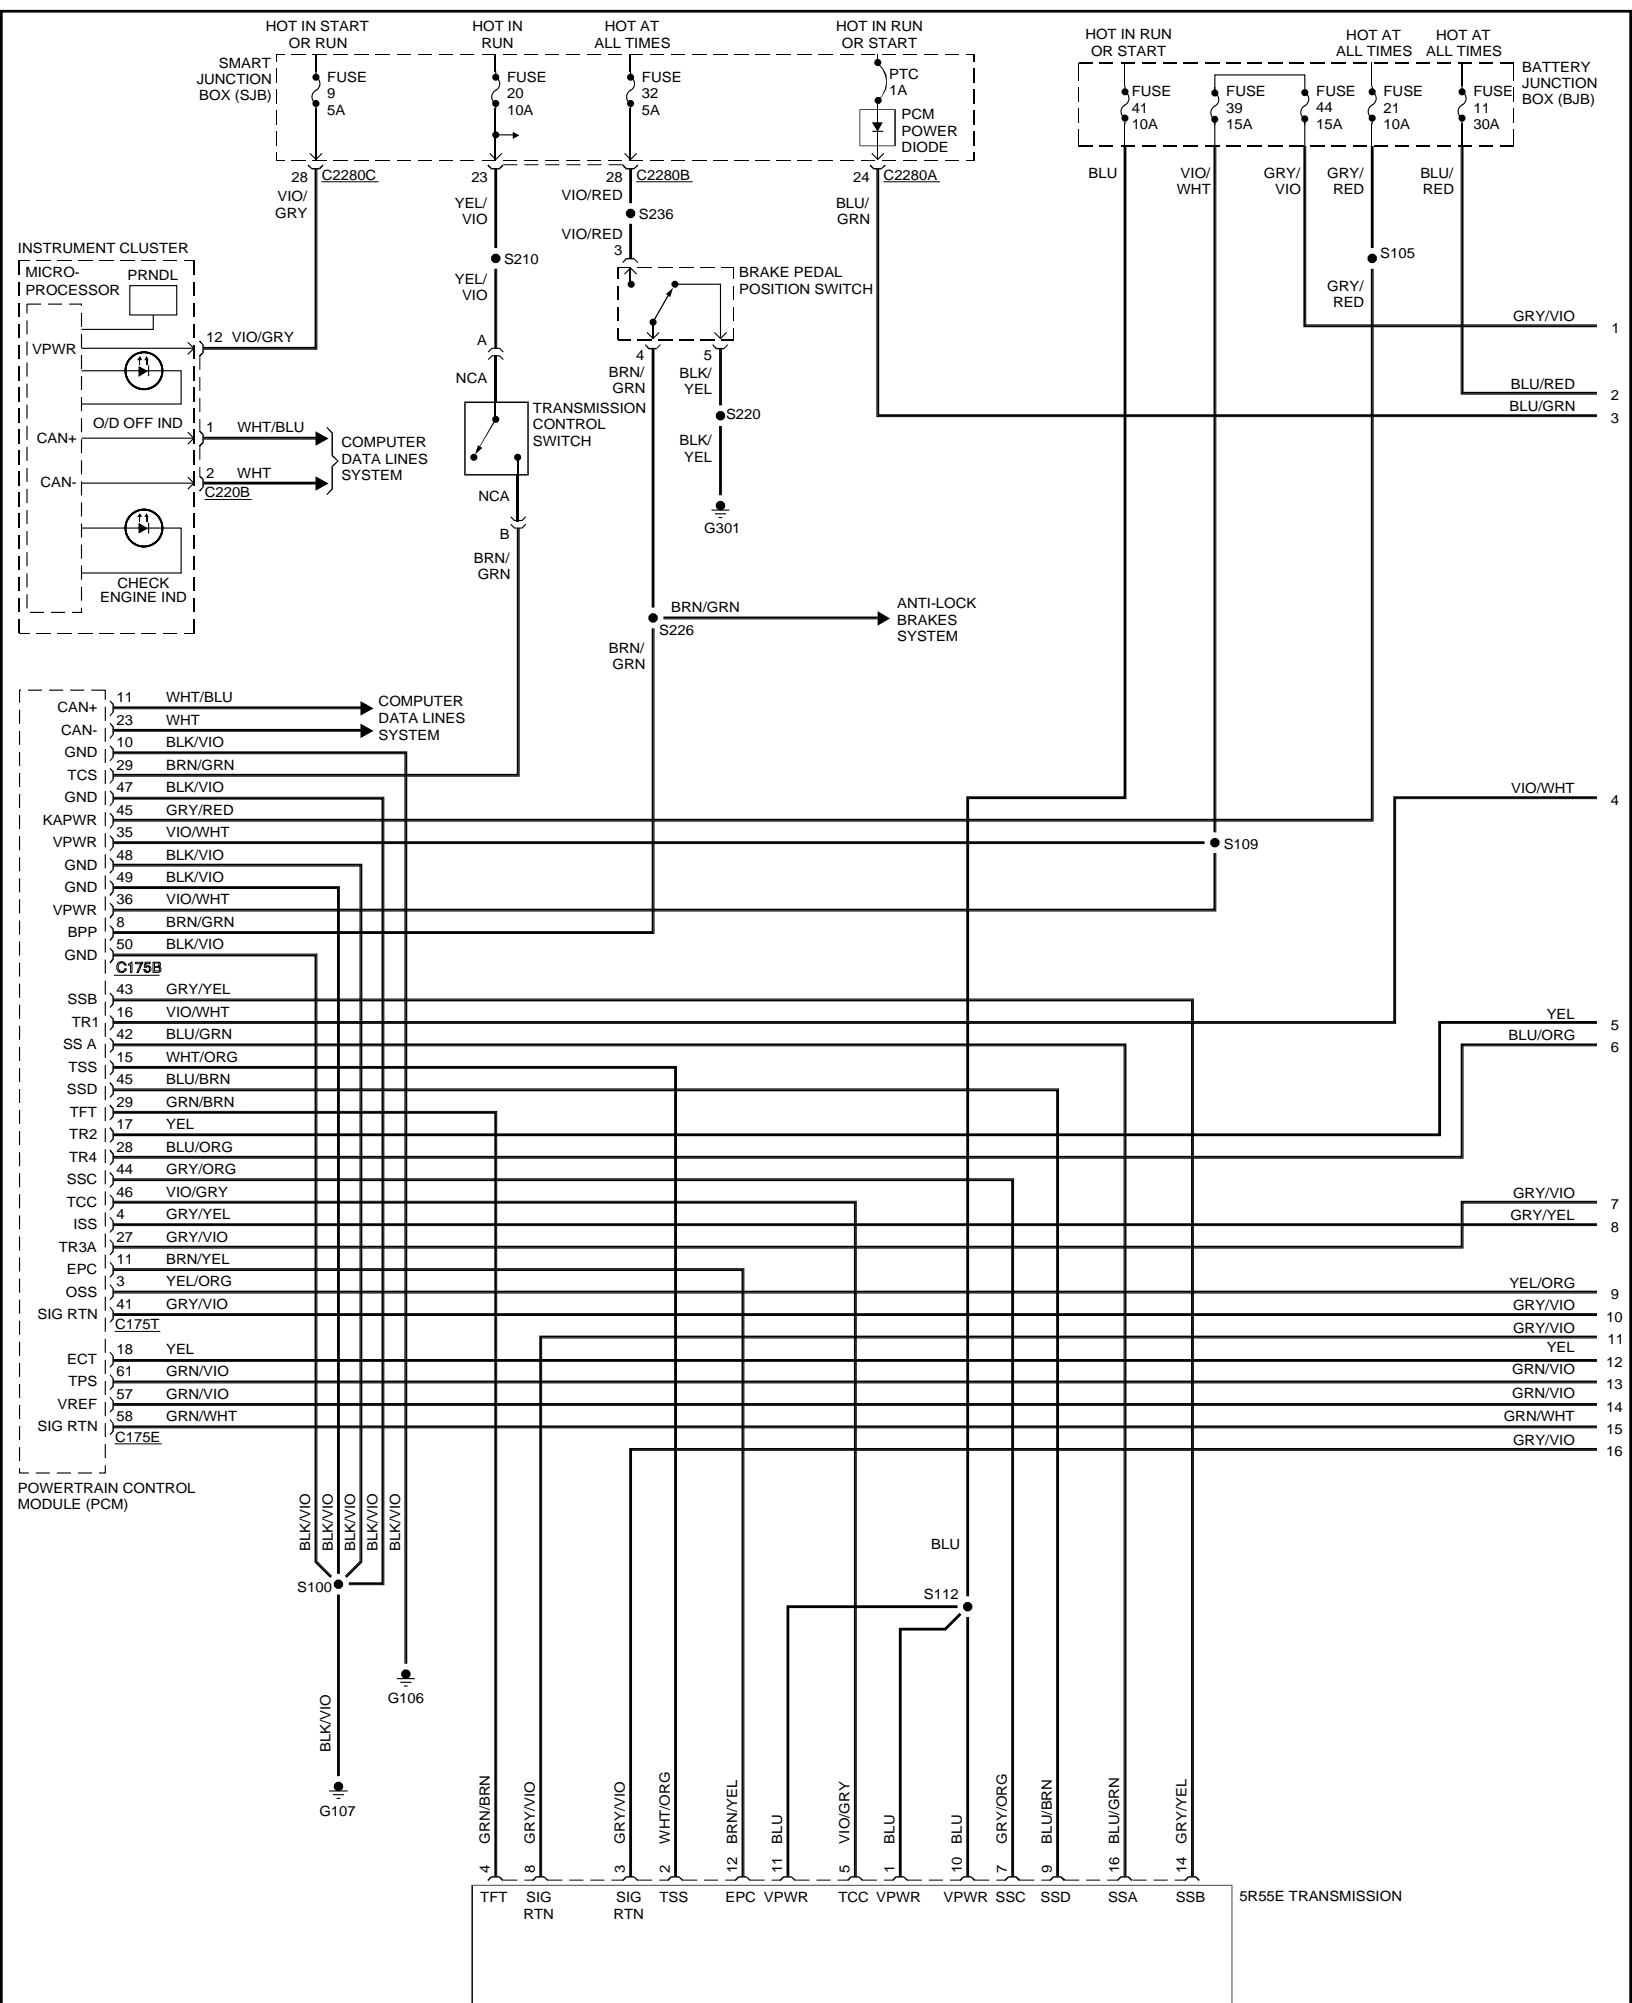 HOT IN START
OR RUN
HOT IN
RUN
HOT AT
ALL TIMES
HOT IN RUN
OR START
HOT IN RUN
OR START
HOT AT
ALL TIMES
HOT AT
ALL TIMES
SMART
JUNCTION
BOX (SJB)
FUSE
9
5A
FUSE
20
10A
FUSE
32
5A
PTC
1A
PCM
POWER
DIODE
FUSE
41
10A
FUSE
39
15A
FUSE
44
15A
FUSE
21
10A
FUSE
11
30A
BATTERY
JUNCTION
BOX (BJB)
28 C2280C
23
28 C2280B
24 C2280A
VIO/
GRY
YEL/
VIO
VIO/RED
S236
VIO/RED
3
BLU/
GRN
BLU
VIO/
WHT
GRY/
VIO
GRY/
RED
BLU/
RED
S210
YEL/
VIO
S105
GRY/
RED
INSTRUMENT CLUSTER
MICRO-
PROCESSOR
PRNDL
VPWR
12 VIO/GRY
O/D OFF IND
CAN+
1 WHT/BLU
CAN-
2 WHT
C220B
COMPUTER
DATA LINES
SYSTEM
CHECK
ENGINE IND
A
NCA
TRANSMISSION
CONTROL
SWITCH
NCA
B
BRN/
GRN
BRAKE PEDAL
POSITION SWITCH
4
5
BRN/
GRN
BLK/
YEL
S220
BLK/
YEL
G301
GRY/VIO 1
BLU/RED 2
BLU/GRN 3
BRN/GRN
S226
ANTI-LOCK
BRAKES
SYSTEM
BRN/
GRN
CAN+ 11 WHT/BLU
CAN- 23 WHT
COMPUTER
DATA LINES
SYSTEM
GND 10 BLK/VIO
TCS 29 BRN/GRN
GND 47 BLK/VIO
VIO/WHT 4
KAPWR 45 GRY/RED
VPWR 35 VIO/WHT
S109
GND 48 BLK/VIO
GND 49 BLK/VIO
VPWR 36 VIO/WHT
BPP 8 BRN/GRN
GND 50 BLK/VIO
C175B
SSB 43 GRY/YEL
TR1 16 VIO/WHT
YEL 5
SS A 42 BLU/GRN
BLU/ORG 6
TSS 15 WHT/ORG
SSD 45 BLU/BRN
TFT 29 GRN/BRN
TR2 17 YEL
TR4 28 BLU/ORG
SSC 44 GRY/ORG
TCC 46 VIO/GRY
GRY/VIO 7
ISS 4 GRY/YEL
GRY/YEL 8
TR3A 27 GRY/VIO
EPC 11 BRN/YEL
OSS 3 YEL/ORG
YEL/ORG 9
SIG RTN 41 GRY/VIO
GRY/VIO 10
C175T
GRY/VIO 11
ECT 18 YEL
YEL 12
TPS 61 GRN/VIO
GRN/VIO 13
VREF 57 GRN/VIO
GRN/VIO 14
SIG RTN 58 GRN/WHT
GRN/WHT 15
C175E
GRY/VIO 16
POWERTRAIN CONTROL
MODULE (PCM)
BLK/VIO
BLK/VIO
BLK/VIO
BLK/VIO
BLK/VIO
S100
BLU
S112
G106
BLK/VIO
G107
GRN/BRN
GRY/VIO
GRY/VIO
WHT/ORG
BRN/YEL
BLU
VIO/GRY
BLU
BLU
GRY/ORG
BLU/BRN
BLU/GRN
GRY/YEL
4 8 3 2 12 11 5 1 10 7 9 16 14
TFT
SIG
RTN
SIG
RTN
TSS
EPC
VPWR
TCC
VPWR
VPWR
SSC
SSD
SSA
SSB
5R55E TRANSMISSION